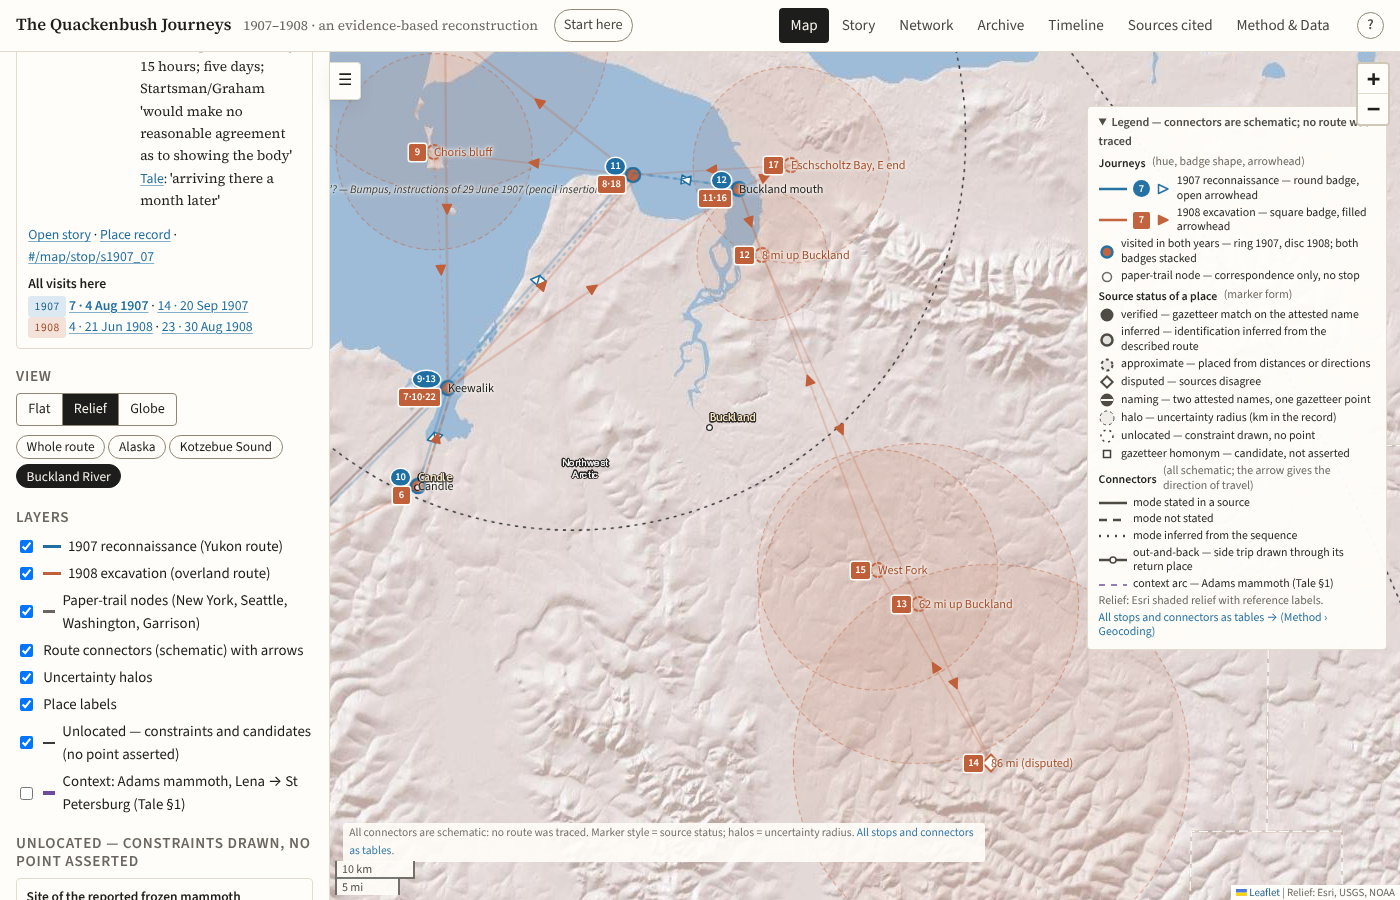 The Quackenbush Journeys
1907–1908 · an evidence-based reconstruction
Start here
Map
Story
Network
Archive
Timeline
Sources cited
Method & Data
?
15 hours; five days;
Startsman/Graham
'would make no
reasonable agreement
as to showing the body'
Tale: 'arriving there a
month later'
Open story · Place record ·
#/map/stop/s1907_07
All visits here
1907 7 · 4 Aug 1907 · 14 · 20 Sep 1907
1908 4 · 21 Jun 1908 · 23 · 30 Aug 1908
VIEW
Flat
Relief
Globe
Whole route
Alaska
Kotzebue Sound
Buckland River
LAYERS
1907 reconnaissance (Yukon route)
1908 excavation (overland route)
Paper-trail nodes (New York, Seattle,
Washington, Garrison)
Route connectors (schematic) with arrows
Uncertainty halos
Place labels
Unlocated — constraints and candidates
(no point asserted)
Context: Adams mammoth, Lena → St
Petersburg (Tale §1)
UNLOCATED — CONSTRAINTS DRAWN, NO
POINT ASSERTED
Site of the reported frozen mammoth
☰
9
Choris bluff
11
8·18
12
11·16
Buckland mouth
17
Eschscholtz Bay, E end
? — Bumpus, instructions of 29 June 1907 (pencil insertion
12
8 mi up Buckland
9·13
7·10·22
Keewalik
Buckland
Northwest
Arctic
10
6
Candle
Candle
15
West Fork
13
62 mi up Buckland
14
86 mi (disputed)
+
−
▼ Legend — connectors are schematic; no route w
traced
Journeys (hue, badge shape, arrowhead)
7 1907 reconnaissance — round badge,
open arrowhead
7 1908 excavation — square badge, filled
arrowhead
visited in both years — ring 1907, disc 1908; both
badges stacked
paper-trail node — correspondence only, no stop
Source status of a place (marker form)
verified — gazetteer match on the attested name
inferred — identification inferred from the
described route
approximate — placed from distances or directions
disputed — sources disagree
naming — two attested names, one gazetteer point
halo — uncertainty radius (km in the record)
unlocated — constraint drawn, no point
gazetteer homonym — candidate, not asserted
Connectors (all schematic; the arrow gives the
direction of travel)
mode stated in a source
mode not stated
mode inferred from the sequence
out-and-back — side trip drawn through its
return place
context arc — Adams mammoth (Tale §1)
Relief: Esri shaded relief with reference labels.
All stops and connectors as tables → (Method ›
Geocoding)
All connectors are schematic: no route was traced. Marker style = source status; halos = uncertainty radius. All stops and connectors
as tables.
10 km
5 mi
Leaflet | Relief: Esri, USGS, NOAA